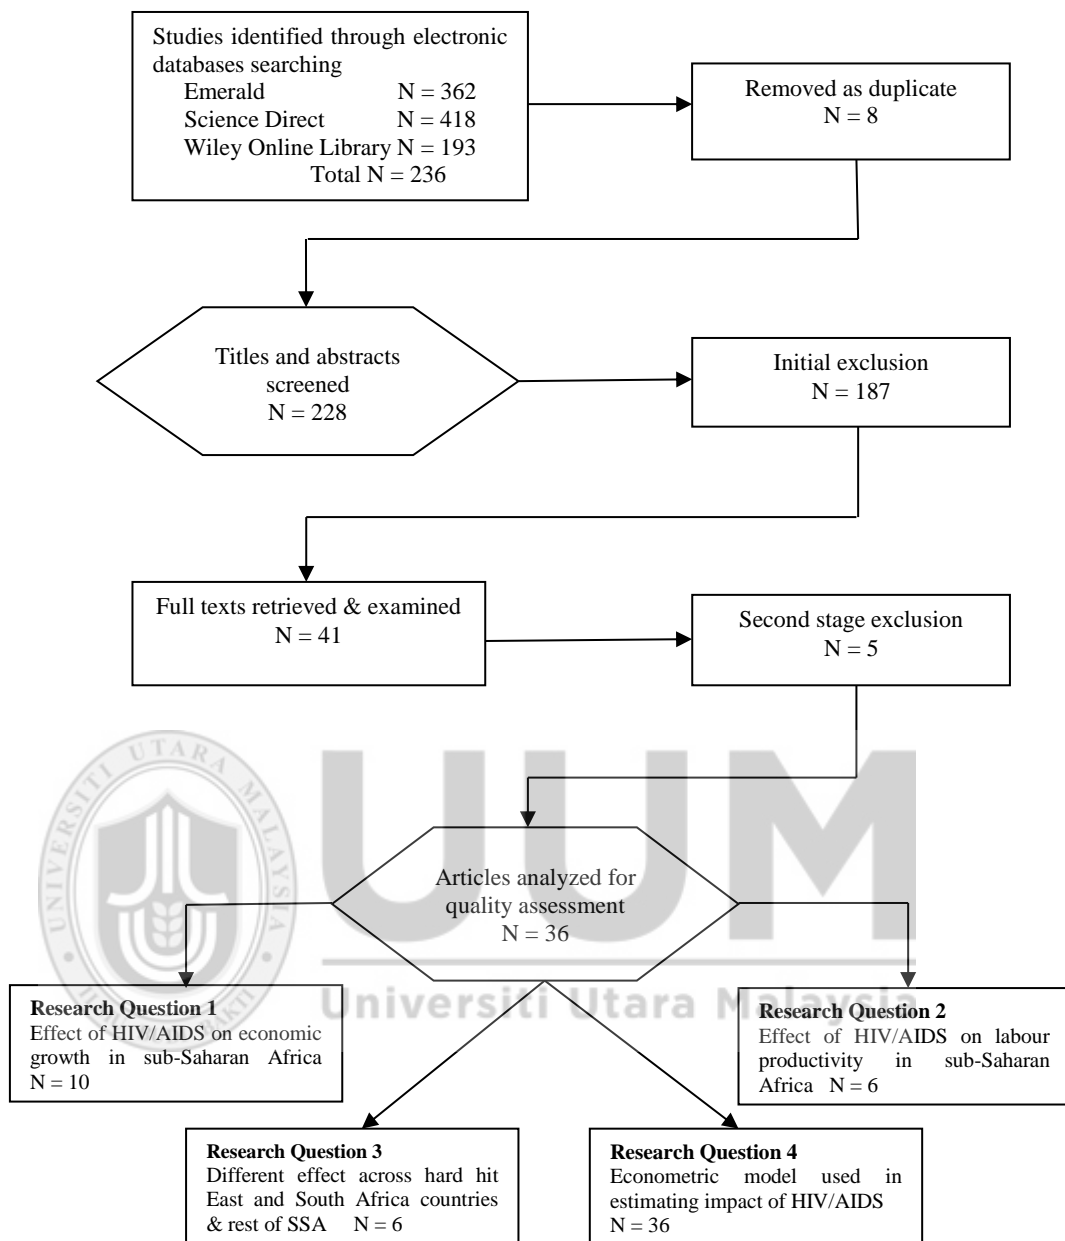 Studies identified through electronic
databases searching
Emerald N = 362
Science Direct N = 418
Wiley Online Library N = 193
Total N = 236
Removed as duplicate
N = 8
Titles and abstracts
screened
N = 228
Initial exclusion
N = 187
Full texts retrieved & examined
N = 41
Second stage exclusion
N = 5
UNIVERSITI UTARA MALAYSIA
UUM
Universiti Utara Malaysia
Articles analyzed for
quality assessment
N = 36
Research Question 1
Effect of HIV/AIDS on economic
growth in sub-Saharan Africa
N = 10
Research Question 2
Effect of HIV/AIDS on labour
productivity in sub-Saharan
Africa N = 6
Research Question 3
Different effect across hard hit
East and South Africa countries
& rest of SSA N = 6
Research Question 4
Econometric model used in
estimating impact of HIV/AIDS
N = 36